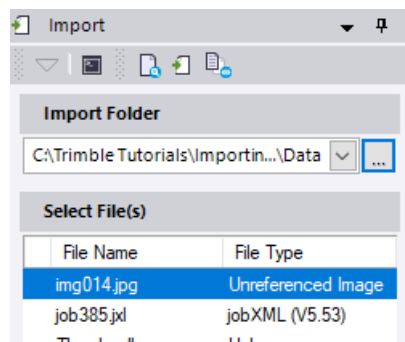 Import
Import Folder
C:\Trimble Tutorials\Importin...\Data ...
Select File(s)
File Name File Type
img014.jpg Unreferenced Image
job385.jxl jobXML (V5.53)